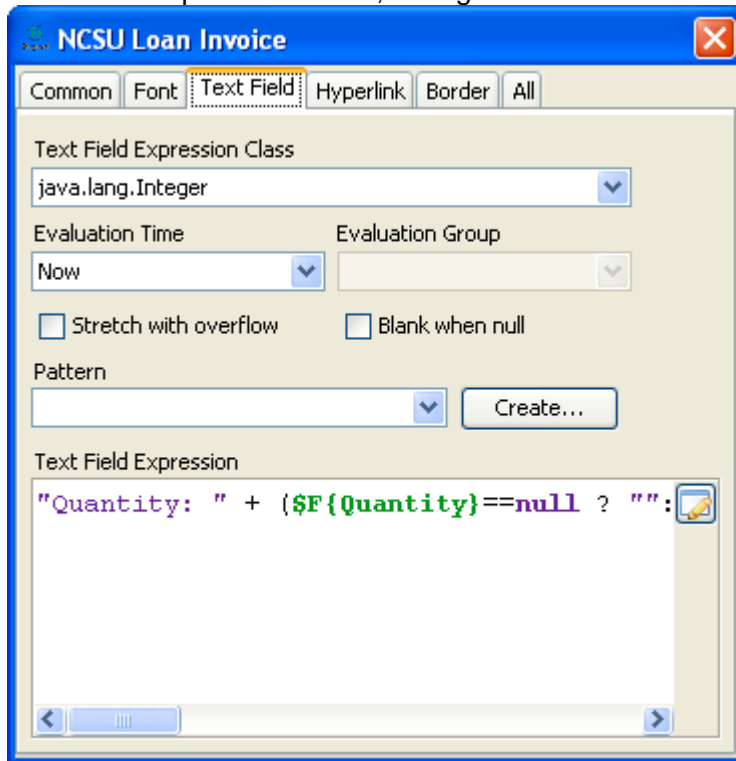 NCSU Loan Invoice
Common Font Text Field Hyperlink Border All
Text Field Expression Class
java.lang.Integer
Evaluation Time Evaluation Group
Now
Stretch with overflow Blank when null
Pattern
Create...
Text Field Expression
"Quantity: " + ($F{Quantity}==null ? "":